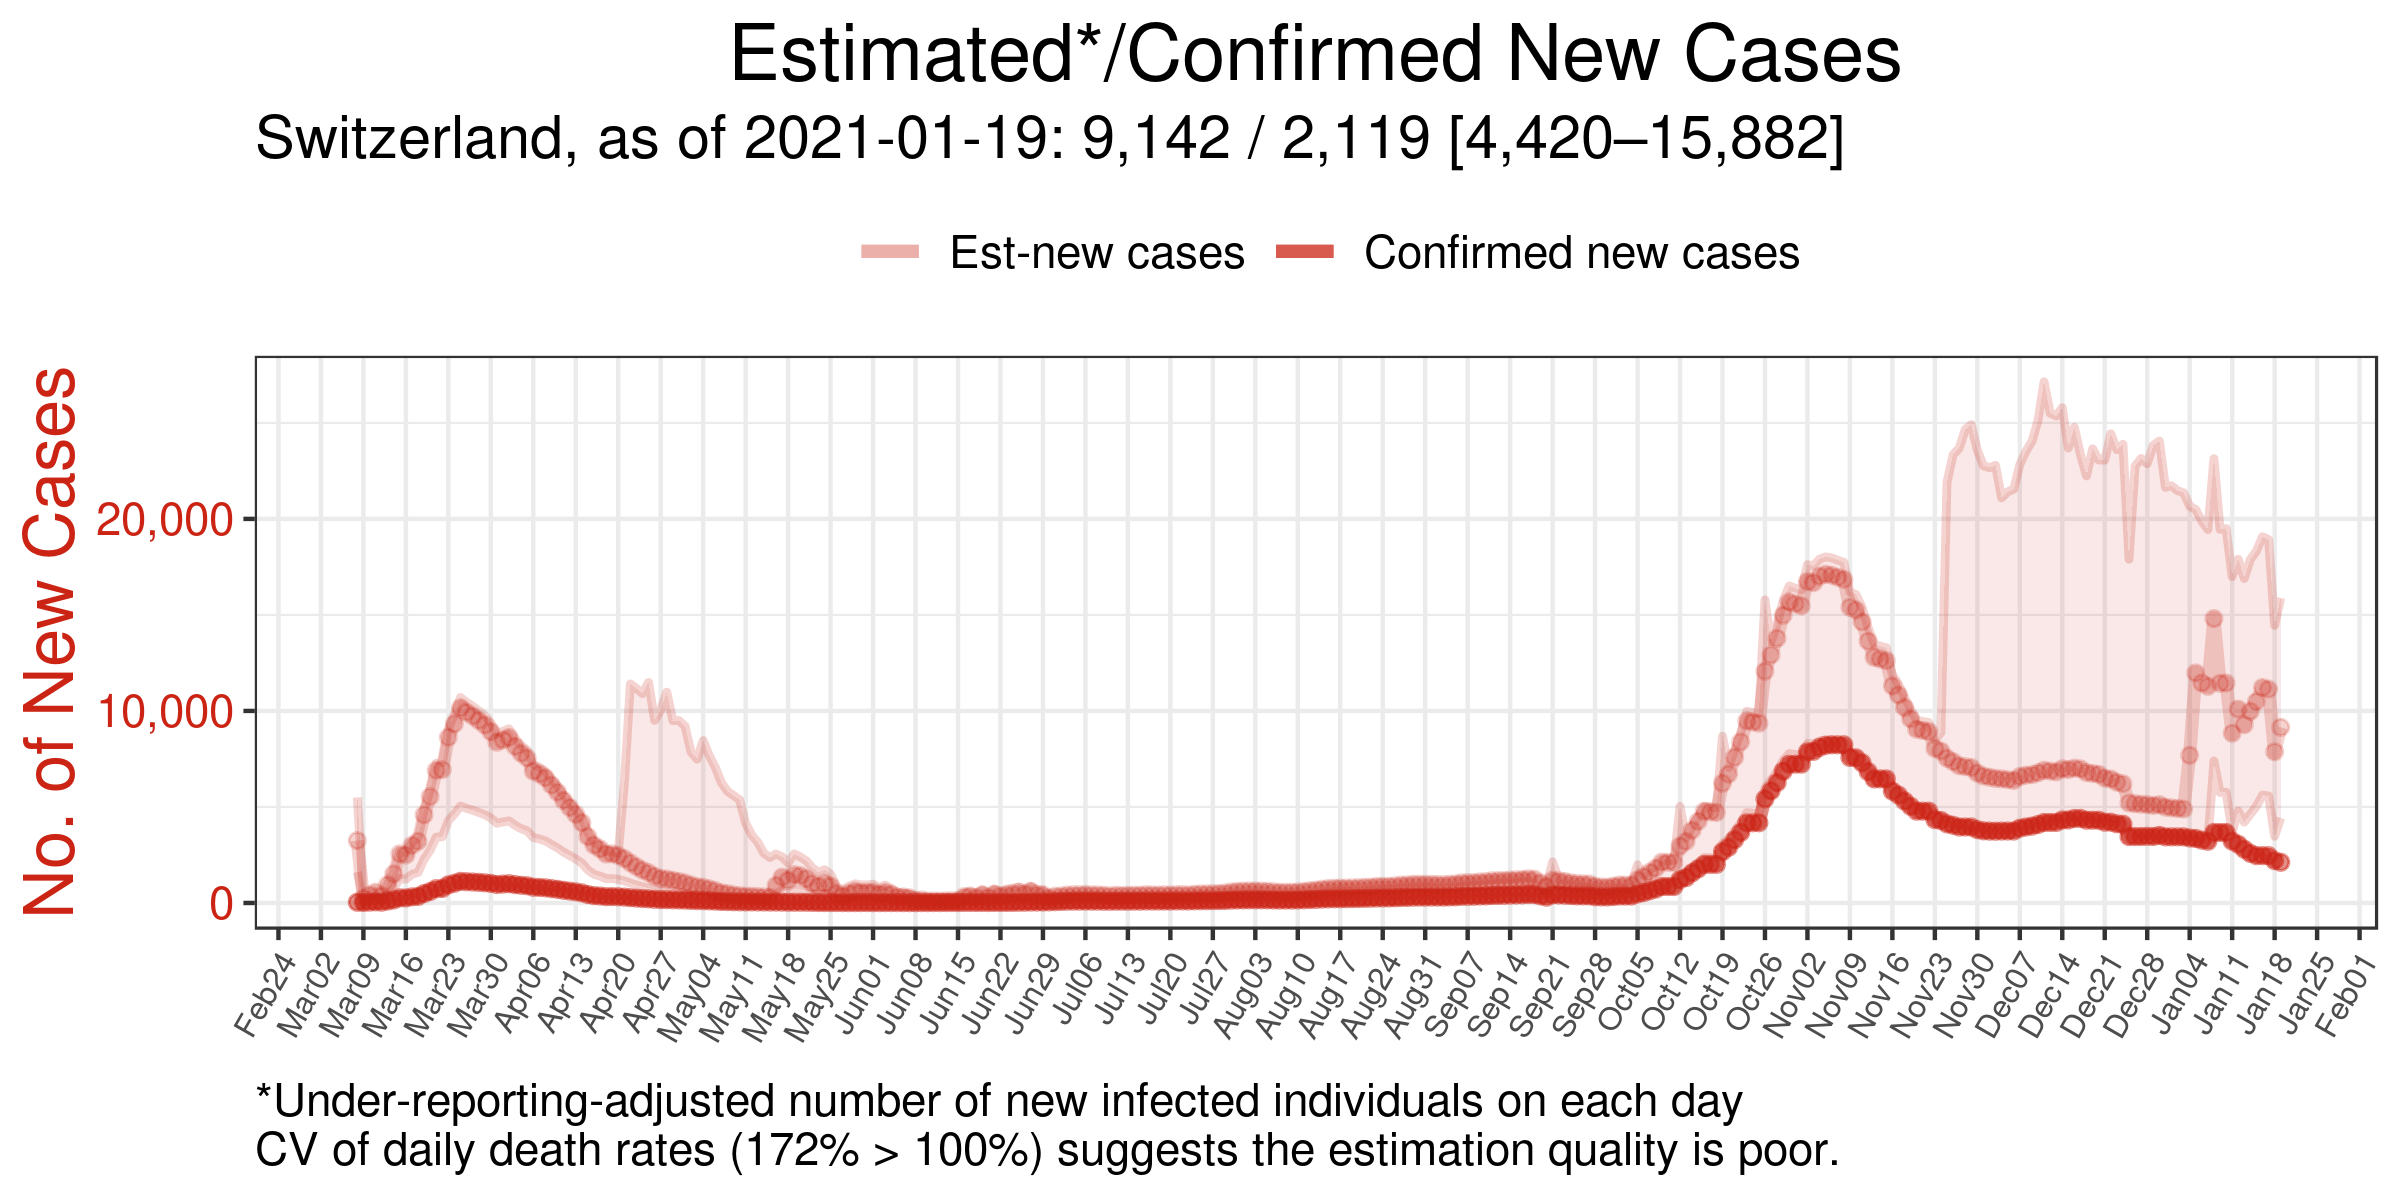 Estimated*/Confirmed New Cases
Switzerland, as of 2021-01-19: 9,142 / 2,119 [4,420–15,882]
Est-new cases Confirmed new cases
No. of New Cases
20,000
10,000
0
Feb24 Mar02 Mar09 Mar16 Mar23 Mar30 Apr06 Apr13 Apr20 Apr27 May04 May11 May18 May25 Jun01 Jun08 Jun15 Jun22 Jun29 Jul06 Jul13 Jul20 Jul27 Aug03 Aug10 Aug17 Aug24 Aug31 Sep07 Sep14 Sep21 Sep28 Oct05 Oct12 Oct19 Oct26 Nov02 Nov09 Nov16 Nov23 Nov30 Dec07 Dec14 Dec21 Dec28 Jan04 Jan11 Jan18 Jan25 Feb01
*Under-reporting-adjusted number of new infected individuals on each day
CV of daily death rates (172% > 100%) suggests the estimation quality is poor.